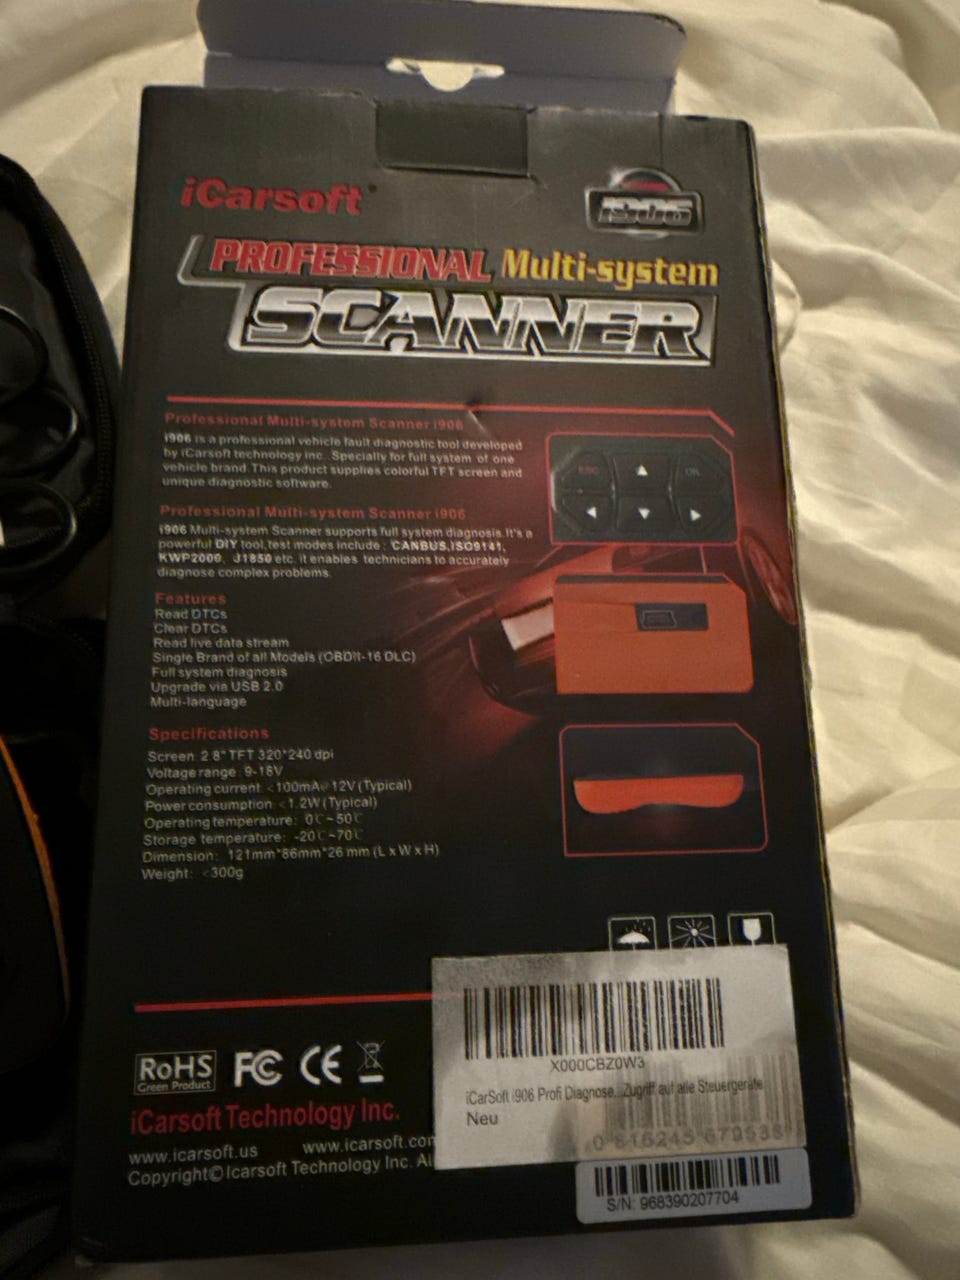 iCarsoft
i906
PROFESSIONAL Multi-system
SCANNER
Professional Multi-system Scanner i906
i906 is a professional vehicle fault diagnostic tool developed
by iCarsoft technology inc. Specially for full system of one
vehicle brand.This product supplies colorful TFT screen and
unique diagnostic software.
ESC
OK
Professional Multi-system Scanner i906
i906 Multi-system Scanner supports full system diagnosis.It's a
powerful DIY tool,test modes include : CANBUS,ISO9141,
KWP2000、J1850 etc. it enables technicians to accurately
diagnose complex problems.
Features
Read DTCs
Clear DTCs
Read live data stream
Single Brand of all Models (OBDII-16 DLC)
Full system diagnosis
Upgrade via USB 2.0
Multi-language
Specifications
Screen: 2.8" TFT 320*240 dpi
Voltage range: 9-18V
Operating current: <100mA@12V(Typical)
Power consumption: <1.2W(Typical)
Operating temperature: 0℃~50℃
Storage temperature: -20℃~70℃
Dimension: 121mm*86mm*26 mm (L x W x H)
Weight: <300g
X000CBZ0W3
iCarSoft i906 Profi Diagnose...Zugriff auf alle Steuergeräte
Neu
RoHS
Green Product
FC CE
iCarsoft Technology Inc.
www.icarsoft.us www.icarsoft.com
Copyright©Icarsoft Technology Inc. Al
S/N: 968390207704